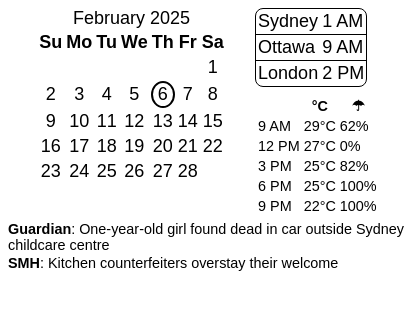 February 2025
Su Mo Tu We Th Fr Sa
1
2 3 4 5 6 7 8
9 10 11 12 13 14 15
16 17 18 19 20 21 22
23 24 25 26 27 28
Sydney 1 AM
Ottawa 9 AM
London 2 PM
°C ☂
9 AM 29°C 62%
12 PM 27°C 0%
3 PM 25°C 82%
6 PM 25°C 100%
9 PM 22°C 100%
Guardian: One-year-old girl found dead in car outside Sydney
childcare centre
SMH: Kitchen counterfeiters overstay their welcome